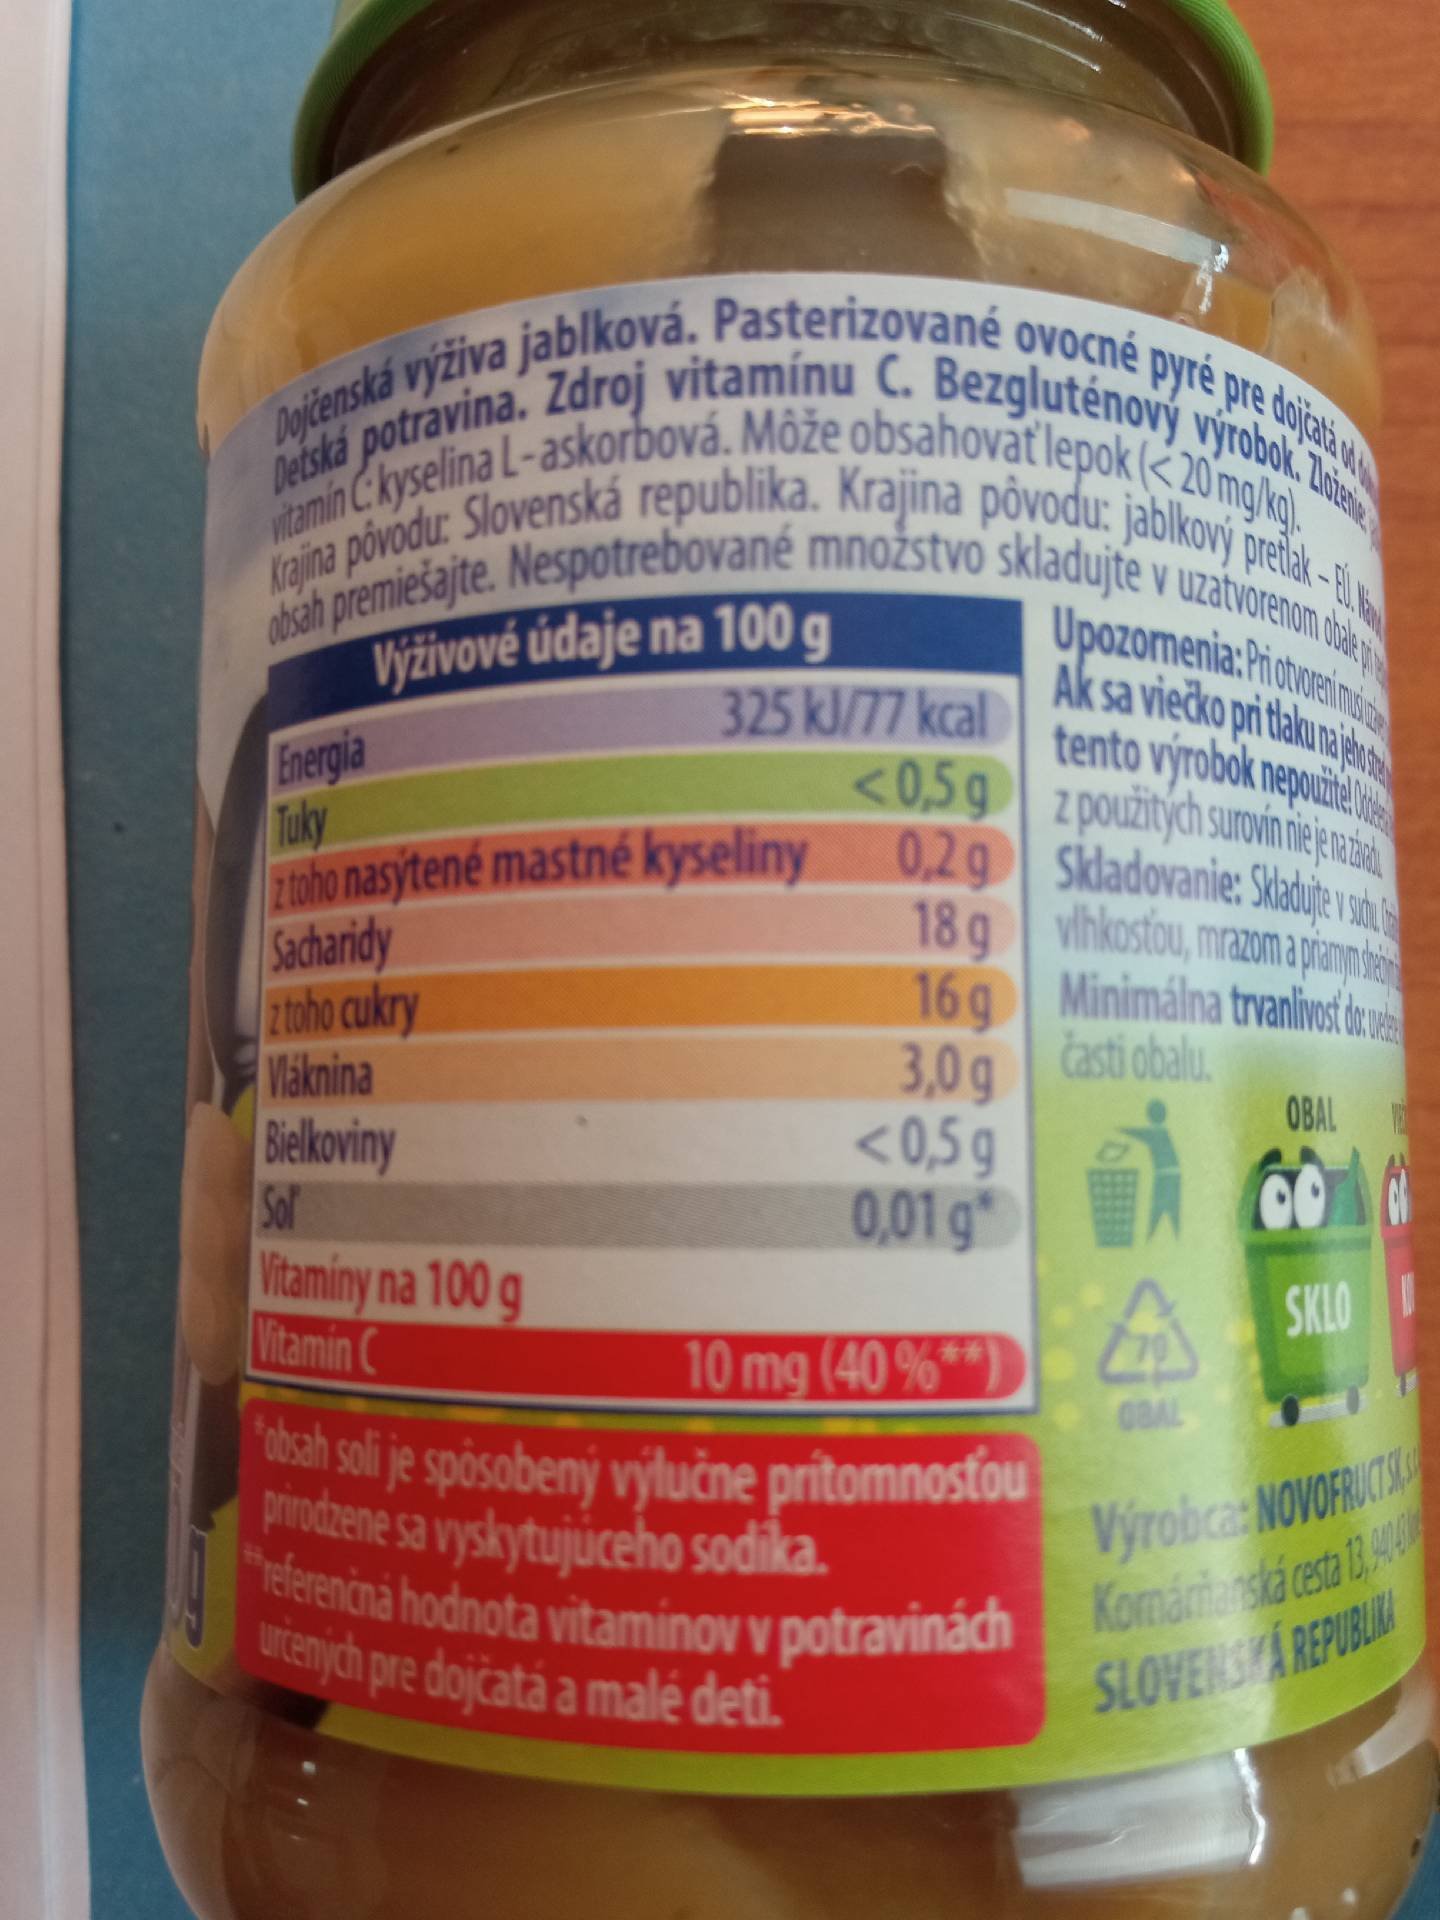 Dojčenská výživa jablková. Pasterizované ovocné pyré pre dojčatá od
Detská potravina. Zdroj vitamínu C. Bezgluténový výrobok. Zloženie:
vitamín C: kyselina L-askorbová. Môže obsahovať lepok (< 20 mg/kg).
Krajina pôvodu: Slovenská republika. Krajina pôvodu: jablkový pretlak – EÚ. Návod
obsah premiešajte. Nespotrebované množstvo skladujte v uzatvorenom obale pri
Výživové údaje na 100 g
Energia 325 kJ/77 kcal
Tuky < 0,5 g
z toho nasýtené mastné kyseliny 0,2 g
Sacharidy 18 g
z toho cukry 16 g
Vláknina 3,0 g
Bielkoviny < 0,5 g
Soľ 0,01 g*
Vitamíny na 100 g
Vitamín C 10 mg (40 %**)
*obsah soli je spôsobený výlučne prítomnosťou
prirodzene sa vyskytujúceho sodíka.
**referenčná hodnota vitamínov v potravinách
určených pre dojčatá a malé deti.
Upozornenia: Pri otvorení musí
Ak sa viečko pri tlaku na jeho stred
tento výrobok nepoužite!
z použitých surovín nie je na závadu.
Skladovanie: Skladujte v suchu.
vlhkosťou, mrazom a priamym
Minimálna trvanlivosť do:
časti obalu.
OBAL
SKLO
70
OBAL
Výrobca: NOVOFRUCT SK,
Komárňanská cesta 13,
SLOVENSKÁ REPUBLIKA
g